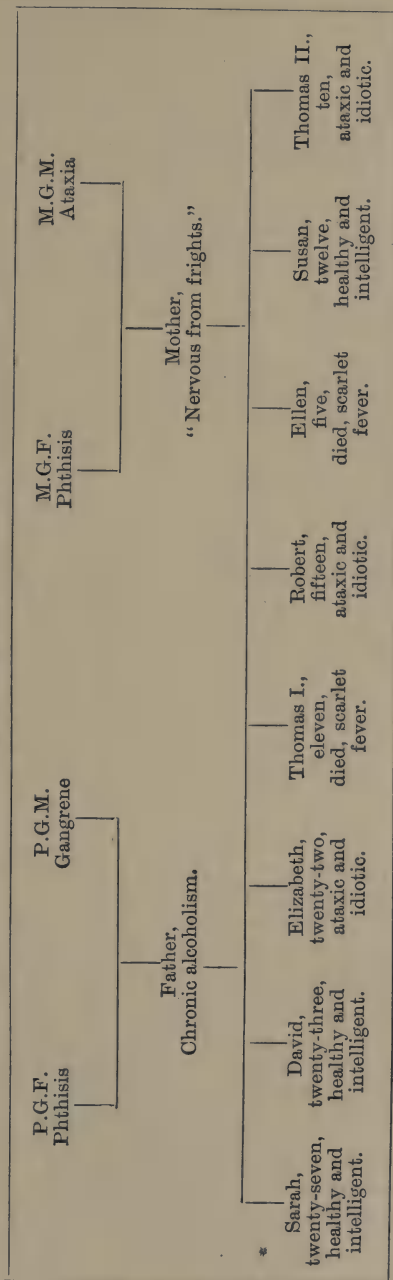 P.G.F.
Phthisis
P.G.M.
Gangrene
M.G.F.
Phthisis
M.G.M.
Ataxia
Father,
Chronic alcoholism.
Mother,
“ Nervous from frights.”
*
Sarah,
twenty-seven,
healthy and
intelligent.
David,
twenty-three,
healthy and
intelligent.
Elizabeth,
twenty-two,
ataxic and
idiotic.
Thomas I.,
eleven,
died, scarlet
fever.
Robert,
fifteen,
ataxic and
idiotic.
Ellen,
five,
died, scarlet
fever.
Susan,
twelve,
healthy and
intelligent.
Thomas II.,
ten,
ataxic and
idiotic.